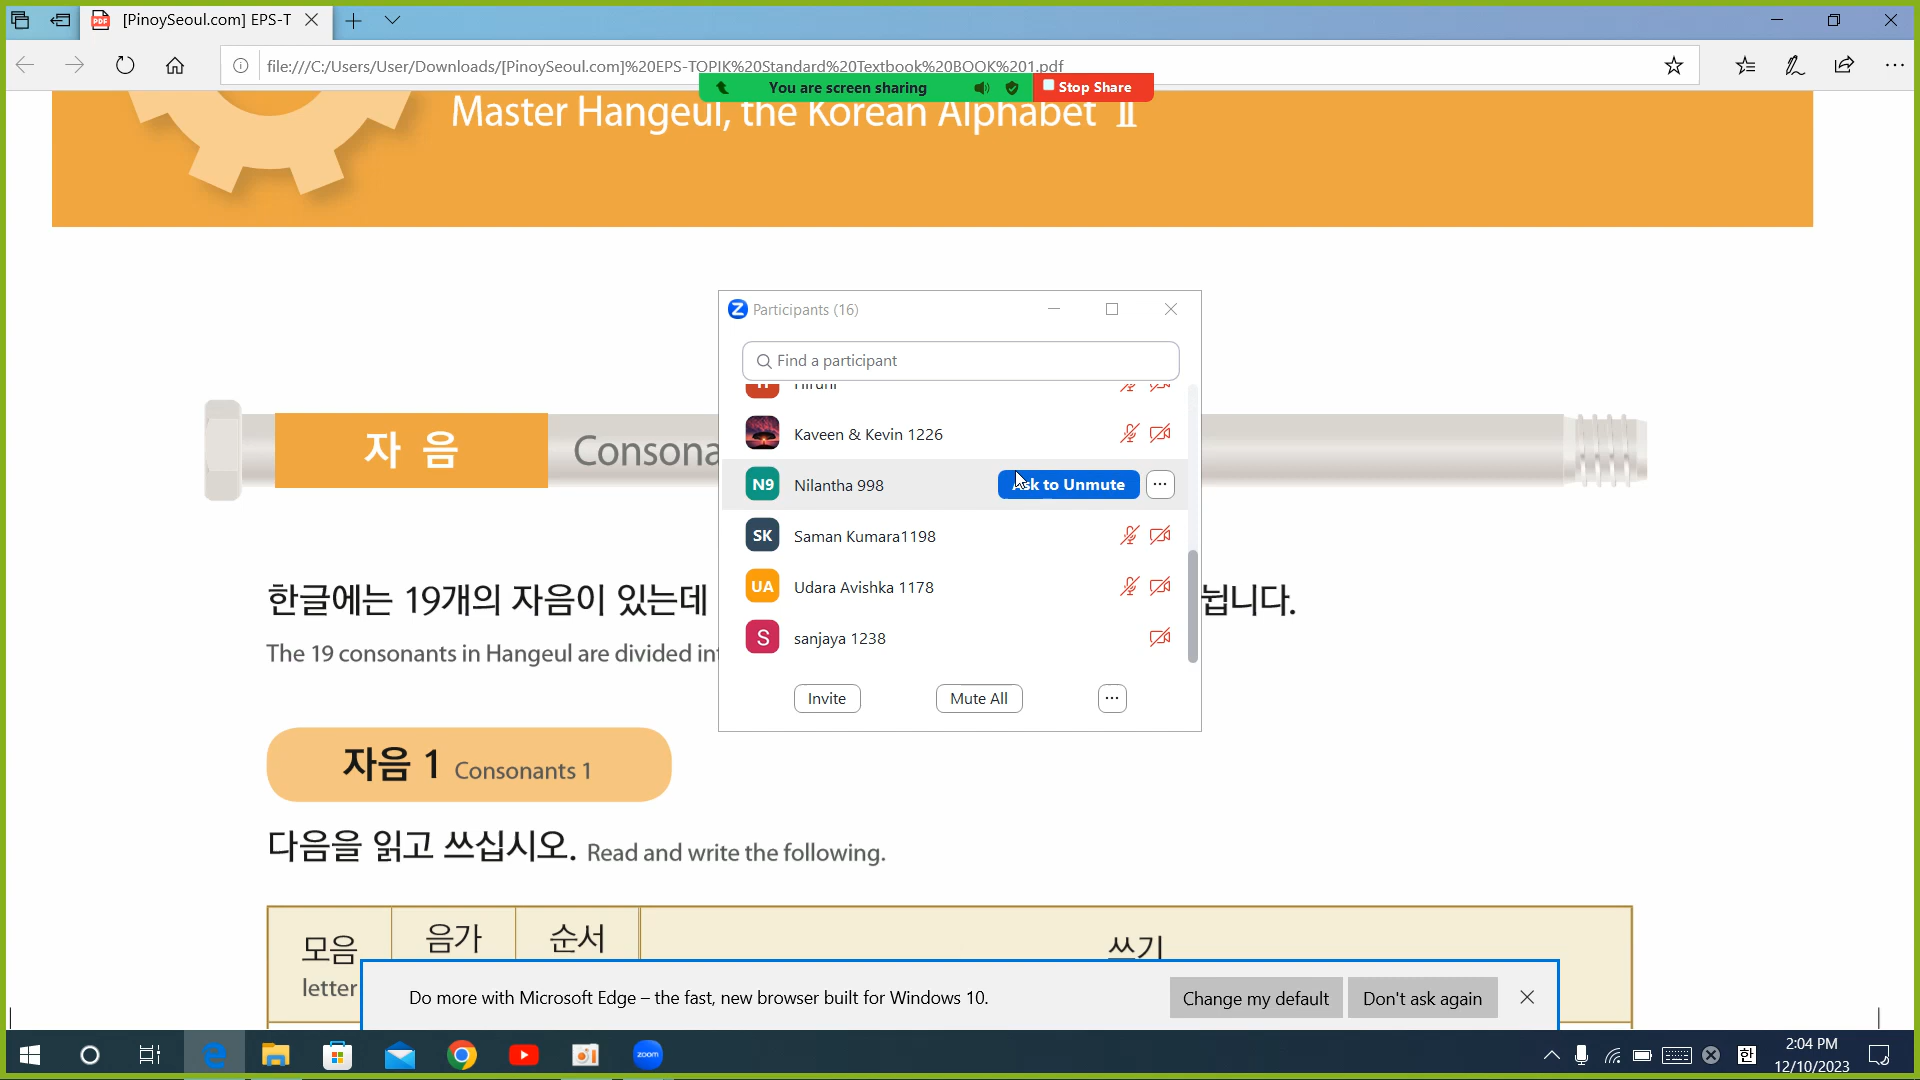 PDF [PinoySeoul.com] EPS-T
file:///C:/Users/User/Downloads/[PinoySeoul.com]%20EPS-TOPIK%20Standard%20Textbook%20BOOK%201.pdf
You are screen sharing
Stop Share
Master Hangeul, the Korean Alphabet Ⅱ
Participants (16)
Find a participant
Hiruni
Kaveen & Kevin 1226
자 음
Consona
N9 Nilantha 998
Ask to Unmute
SK Saman Kumara1198
UA Udara Avishka 1178
한글에는 19개의 자음이 있는데
뉩니다.
S sanjaya 1238
The 19 consonants in Hangeul are divided int
Invite
Mute All
자음 1 Consonants 1
다음을 읽고 쓰십시오. Read and write the following.
모음
letter
음가
순서
쓰기
Do more with Microsoft Edge – the fast, new browser built for Windows 10.
Change my default
Don't ask again
zoom
한
2:04 PM
12/10/2023